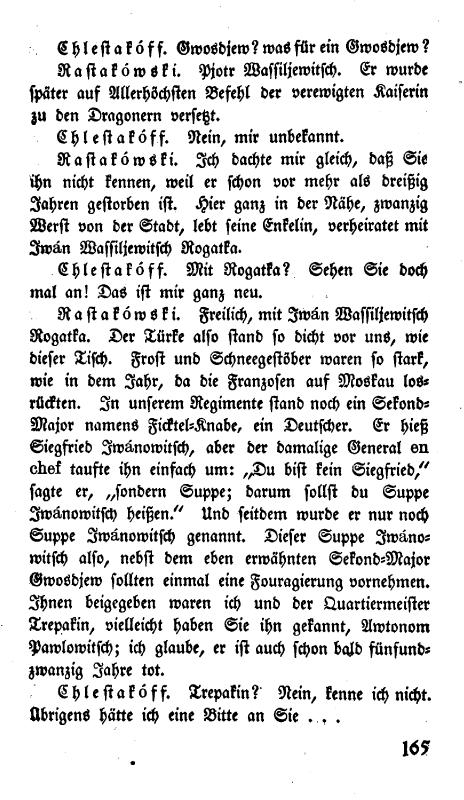 Chlestakóff. Gwosdjew? was für ein Gwosdjew?
Rastakówski. Pjotr Wassiljewitsch. Er wurde
später auf Allerhöchsten Befehl der verewigten Kaiserin
zu den Dragonern versetzt.
Chlestakóff. Nein, mir unbekannt.
Rastakówski. Ich dachte mir gleich, daß Sie
ihn nicht kennen, weil er schon vor mehr als dreißig
Jahren gestorben ist. Hier ganz in der Nähe, zwanzig
Werst von der Stadt, lebt seine Enkelin, verheiratet mit
Iwán Wassiljewitsch Rogatka.
Chlestakóff. Mit Rogatka? Sehen Sie doch
mal an! Das ist mir ganz neu.
Rastakówski. Freilich, mit Iwán Wassiljewitsch
Rogatka. Der Türke also stand so dicht vor uns, wie
dieser Tisch. Frost und Schneegestöber waren so stark,
wie in dem Jahr, da die Franzosen auf Moskau los-
rückten. In unserem Regimente stand noch ein Sekond-
Major namens Ficktel-Knabe, ein Deutscher. Er hieß
Siegfried Iwánowitsch, aber der damalige General en
chef taufte ihn einfach um: „Du bist kein Siegfried,“
sagte er, „sondern Suppe; darum sollst du Suppe
Iwánowitsch heißen.“ Und seitdem wurde er nur noch
Suppe Iwánowitsch genannt. Dieser Suppe Iwáno-
witsch also, nebst dem eben erwähnten Sekond-Major
Gwosdjew sollten einmal eine Fouragierung vornehmen.
Ihnen beigegeben waren ich und der Quartiermeister
Trepakin, vielleicht haben Sie ihn gekannt, Awtonom
Pawlowitsch; ich glaube, er ist auch schon bald fünfund-
zwanzig Jahre tot.
Chlestakóff. Trepakin? Nein, kenne ich nicht.
Übrigens hätte ich eine Bitte an Sie . . .
165